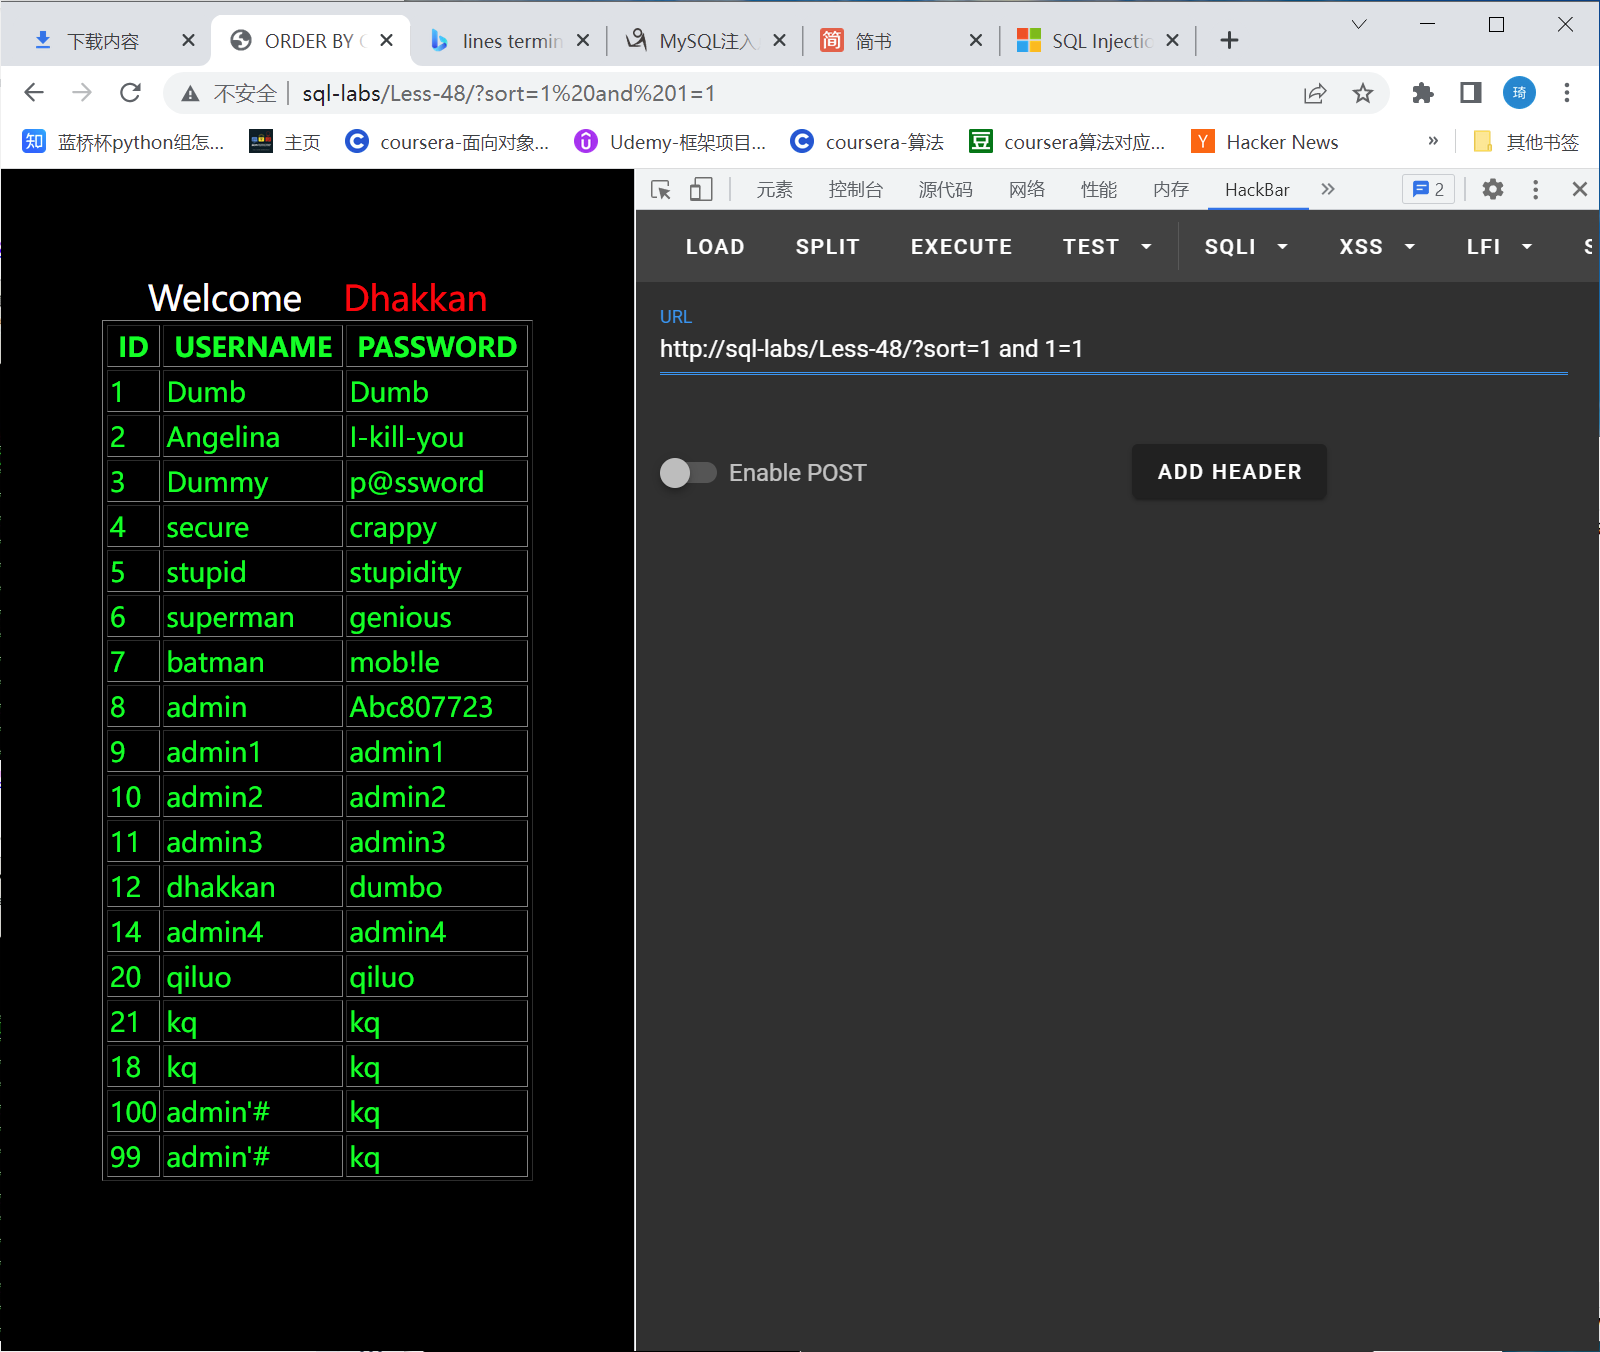 下载内容
ORDER BY C
lines termin
MySQL注入
简书
SQL Injectio
不安全 | sql-labs/Less-48/?sort=1%20and%201=1
琦
知 蓝桥杯python组怎...
主页
coursera-面向对象...
Udemy-框架项目...
coursera-算法
豆 coursera算法对应...
Y Hacker News
»
其他书签
元素 控制台 源代码 网络 性能 内存 HackBar » 2
LOAD SPLIT EXECUTE TEST SQLI XSS LFI S
URL
http://sql-labs/Less-48/?sort=1 and 1=1
Enable POST
ADD HEADER
Welcome Dhakkan
ID USERNAME PASSWORD
1 Dumb Dumb
2 Angelina I-kill-you
3 Dummy p@ssword
4 secure crappy
5 stupid stupidity
6 superman genious
7 batman mob!le
8 admin Abc807723
9 admin1 admin1
10 admin2 admin2
11 admin3 admin3
12 dhakkan dumbo
14 admin4 admin4
20 qiluo qiluo
21 kq kq
18 kq kq
100 admin'# kq
99 admin'# kq